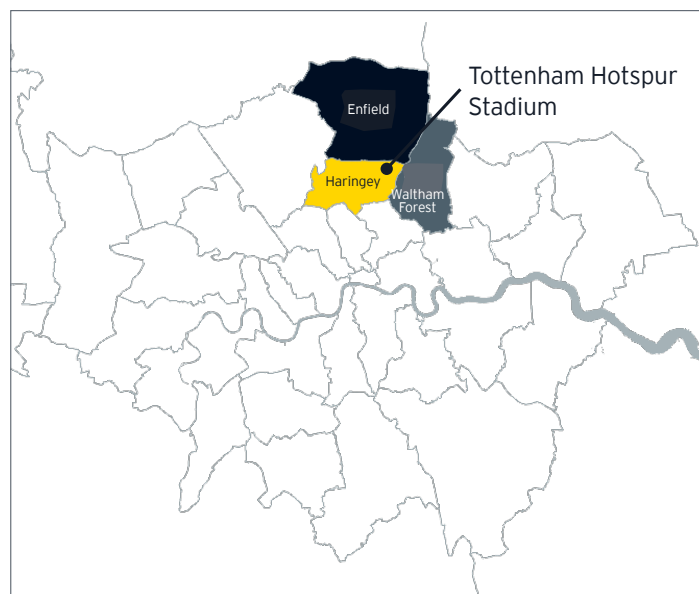 Tottenham Hotspur
Stadium
Enfield
Haringey
Waltham
Forest